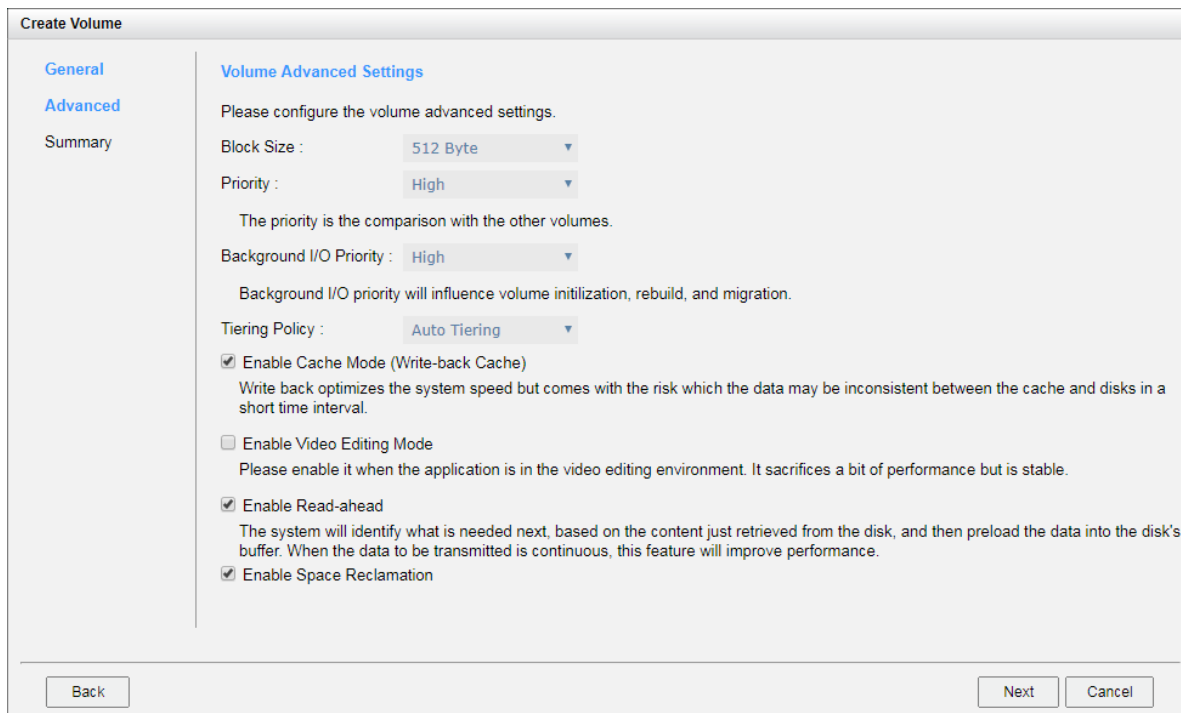 Create Volume
General
Advanced
Summary
Volume Advanced Settings
Please configure the volume advanced settings.
Block Size : 512 Byte
Priority : High
The priority is the comparison with the other volumes.
Background I/O Priority : High
Background I/O priority will influence volume initilization, rebuild, and migration.
Tiering Policy : Auto Tiering
Enable Cache Mode (Write-back Cache)
Write back optimizes the system speed but comes with the risk which the data may be inconsistent between the cache and disks in a
short time interval.
Enable Video Editing Mode
Please enable it when the application is in the video editing environment. It sacrifices a bit of performance but is stable.
Enable Read-ahead
The system will identify what is needed next, based on the content just retrieved from the disk, and then preload the data into the disk's
buffer. When the data to be transmitted is continuous, this feature will improve performance.
Enable Space Reclamation
Back Next Cancel